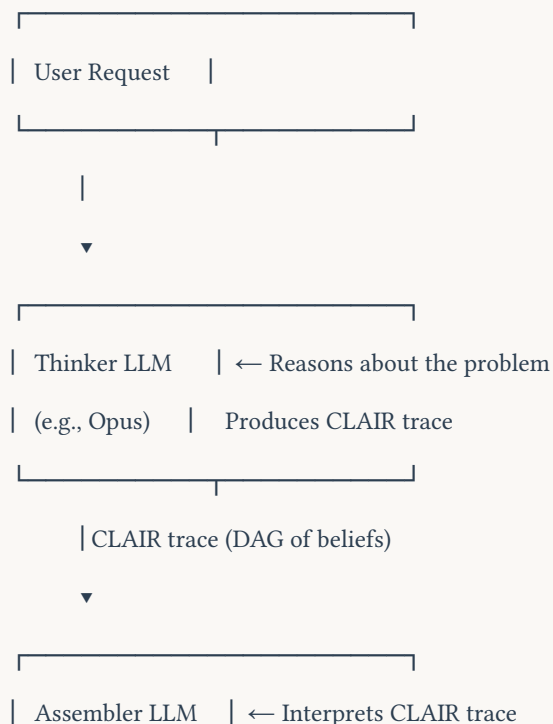 ┌─────────────────┐
│ User Request │
└────────┬────────┘
│
▼
┌─────────────────┐
│ Thinker LLM │ ← Reasons about the problem
│ (e.g., Opus) │ Produces CLAIR trace
└────────┬────────┘
│ CLAIR trace (DAG of beliefs)
▼
┌─────────────────┐
│ Assembler LLM │ ← Interprets CLAIR trace